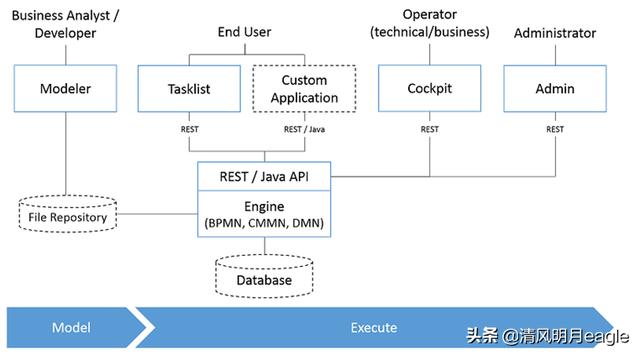 Business Analyst /
Developer
End User
Operator
(technical/business)
Administrator
Modeler
Tasklist
Custom
Application
Cockpit
Admin
REST
REST / Java
REST
REST
REST / Java API
File Repository
Engine
(BPMN, CMMN, DMN)
Database
Model
Execute
头条 @清风明月eagle